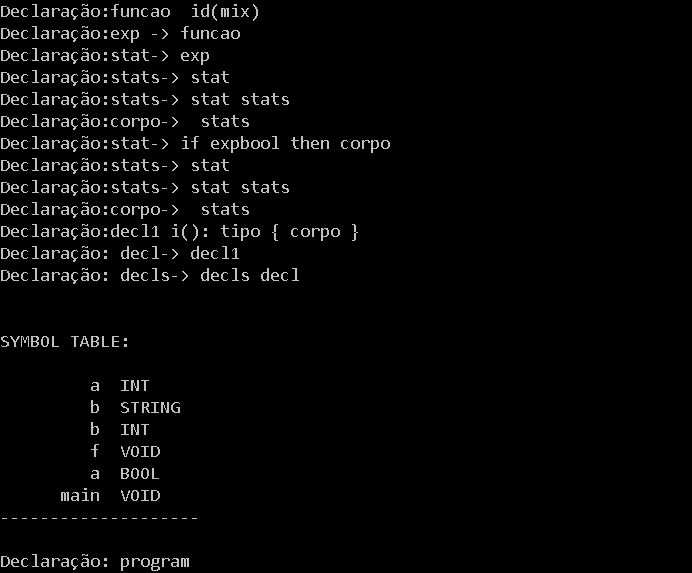 Declaração:funcao  id(mix)
Declaração:exp -> funcao
Declaração:stat-> exp
Declaração:stats-> stat
Declaração:stats-> stat stats
Declaração:corpo->  stats
Declaração:stat-> if expbool then corpo
Declaração:stats-> stat
Declaração:stats-> stat stats
Declaração:corpo->  stats
Declaração:decl1 i(): tipo { corpo }
Declaração: decl-> decl1
Declaração: decls-> decls decl
SYMBOL TABLE:
a  INT
b  STRING
b  INT
f  VOID
a  BOOL
main  VOID
--------------------
Declaração: program